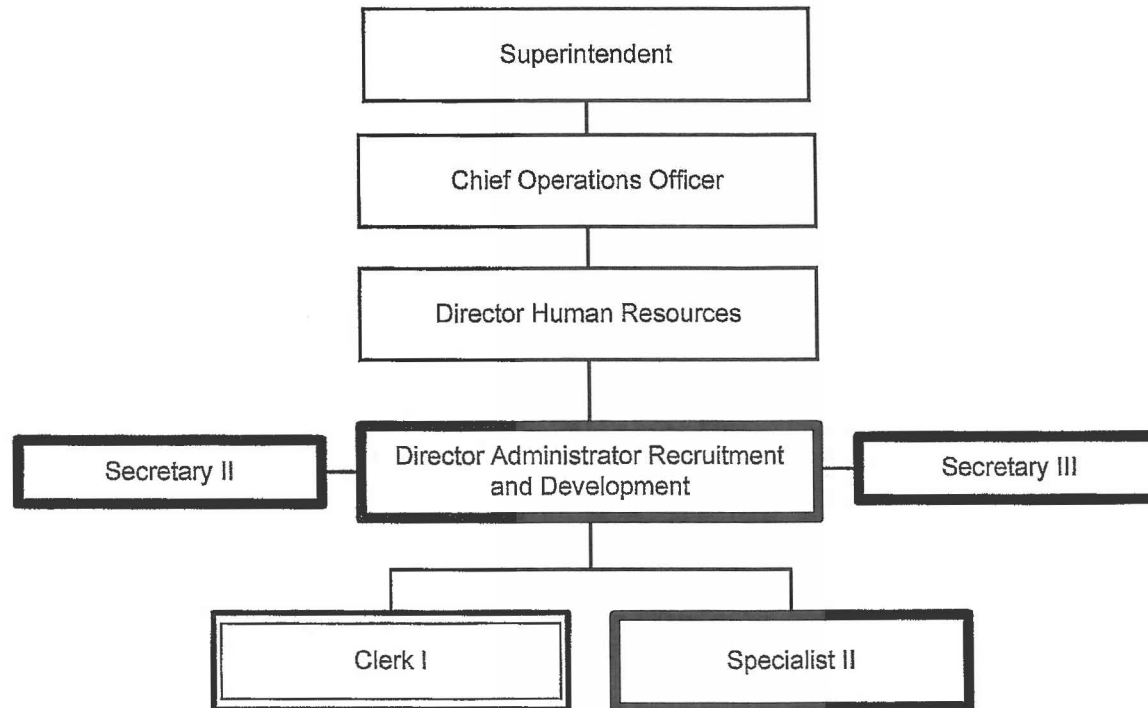 Superintendent
Chief Operations Officer
Director Human Resources
Secretary II
Director Administrator Recruitment
and Development
Secretary III
Clerk I
Specialist II